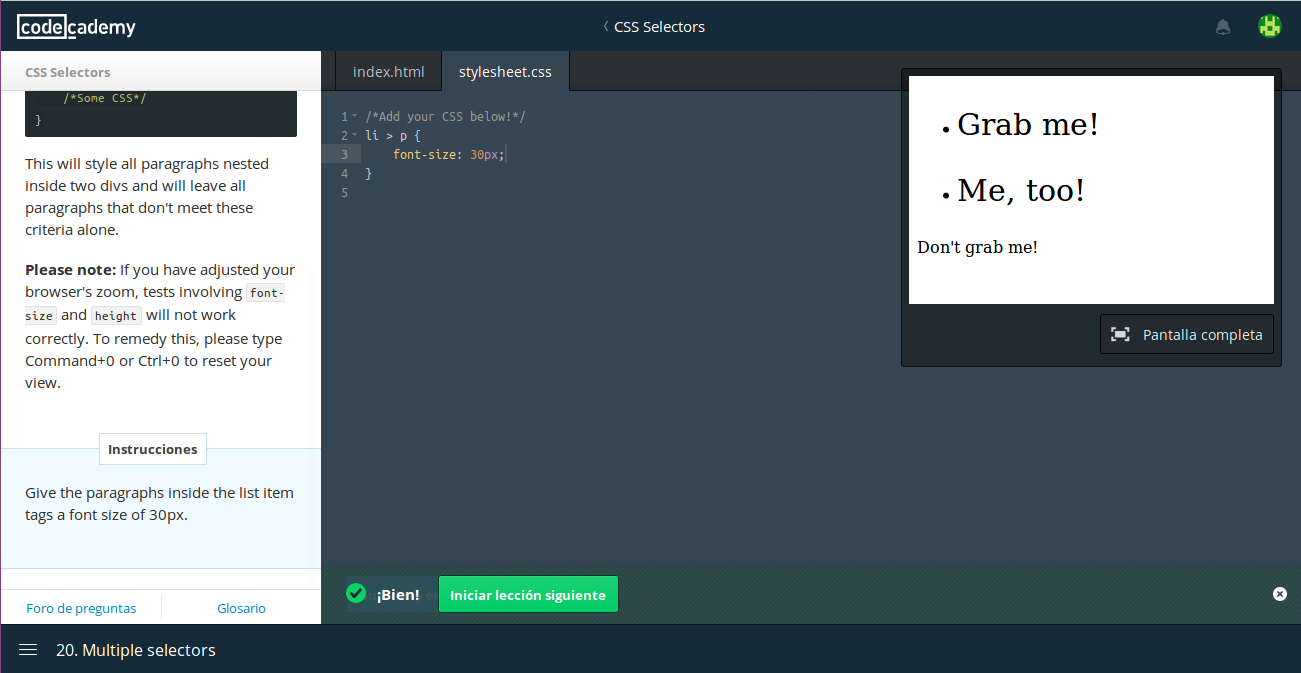 codecademy
CSS Selectors
CSS Selectors
/*Some CSS*/
}
This will style all paragraphs nested
inside two divs and will leave all
paragraphs that don't meet these
criteria alone.
Please note: If you have adjusted your
browser's zoom, tests involving font-
size and height will not work
correctly. To remedy this, please type
Command+0 or Ctrl+0 to reset your
view.
Instrucciones
Give the paragraphs inside the list item
tags a font size of 30px.
Foro de preguntas
Glosario
index.html
stylesheet.css
1 /*Add your CSS below!*/
2 li > p {
3 font-size: 30px;
4 }
5
• Grab me!
• Me, too!
Don't grab me!
Pantalla completa
¡Bien!
Iniciar lección siguiente
20. Multiple selectors